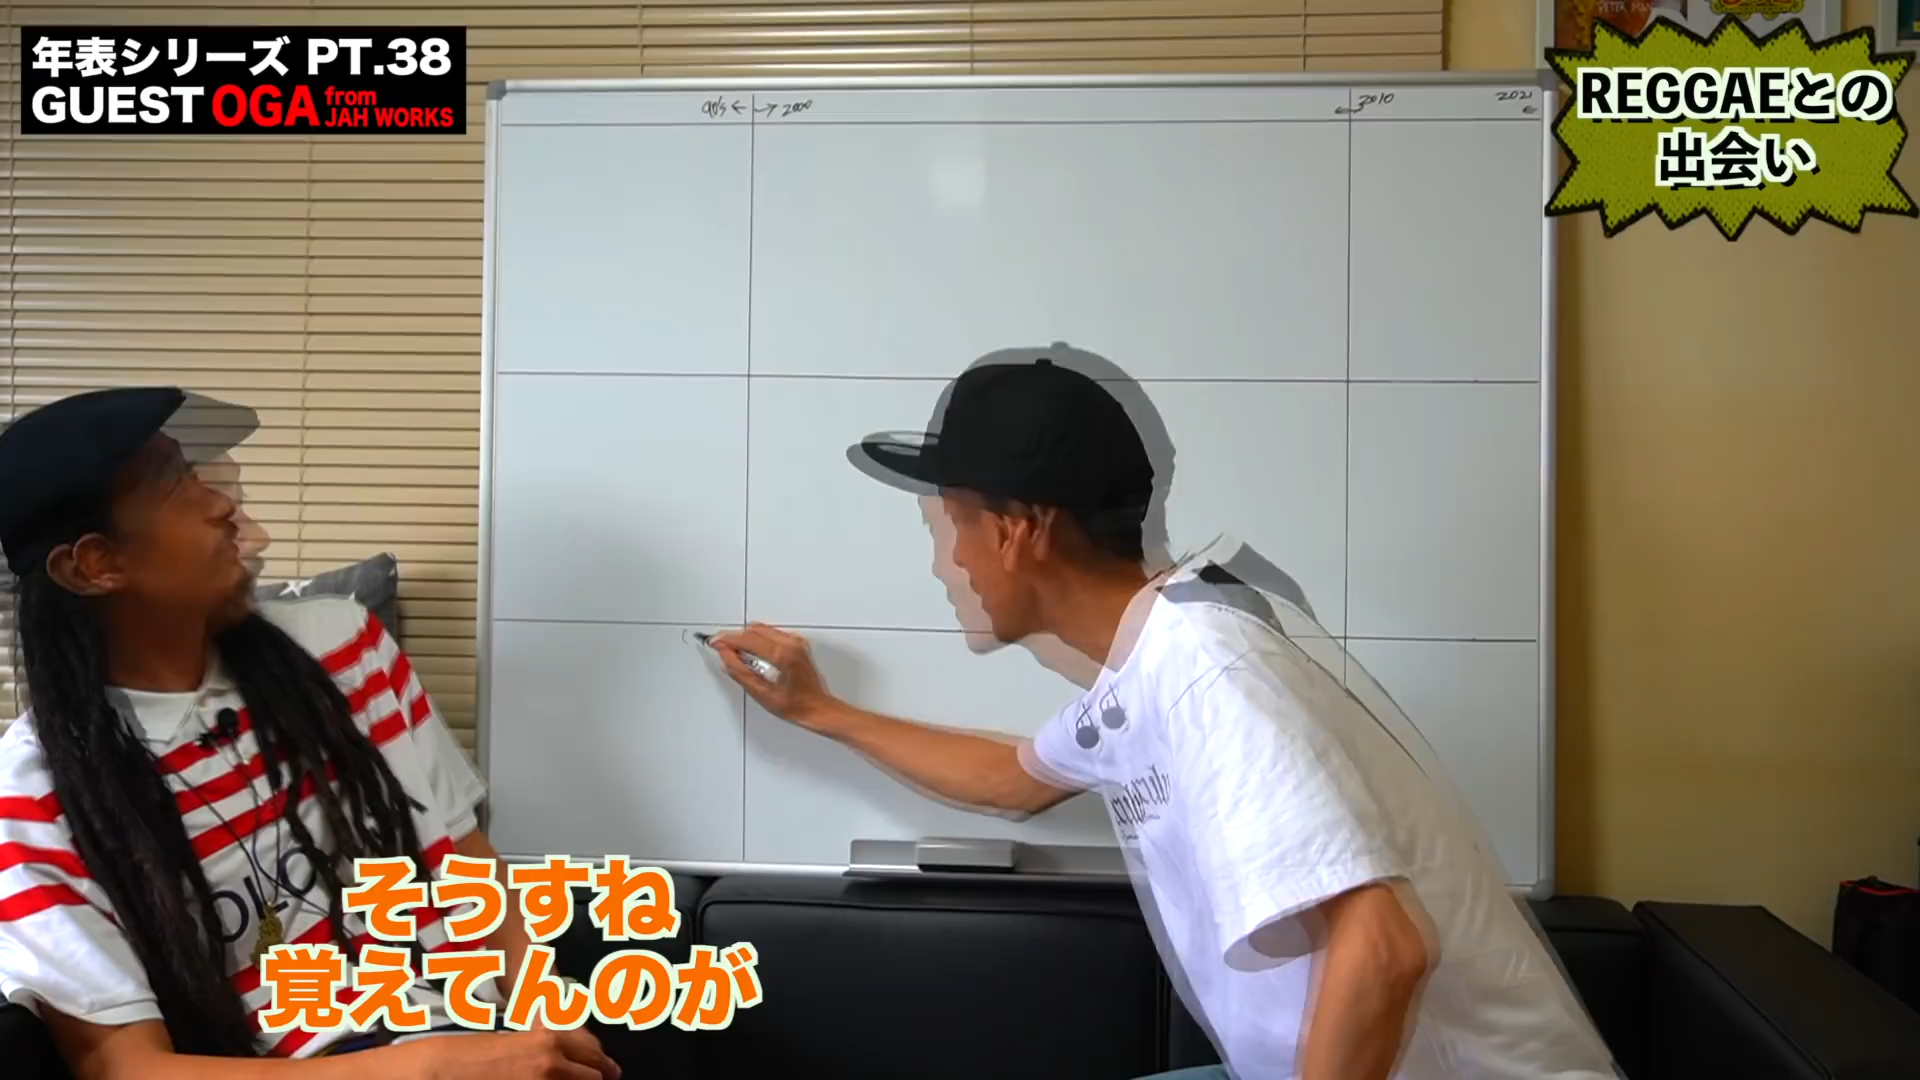 年表シリーズ PT.38
GUEST OGA from JAH WORKS
REGGAEとの
出会い
PETER MAN
90's ← → 2000
← 2010
2021
←
そうすね
覚えてんのが